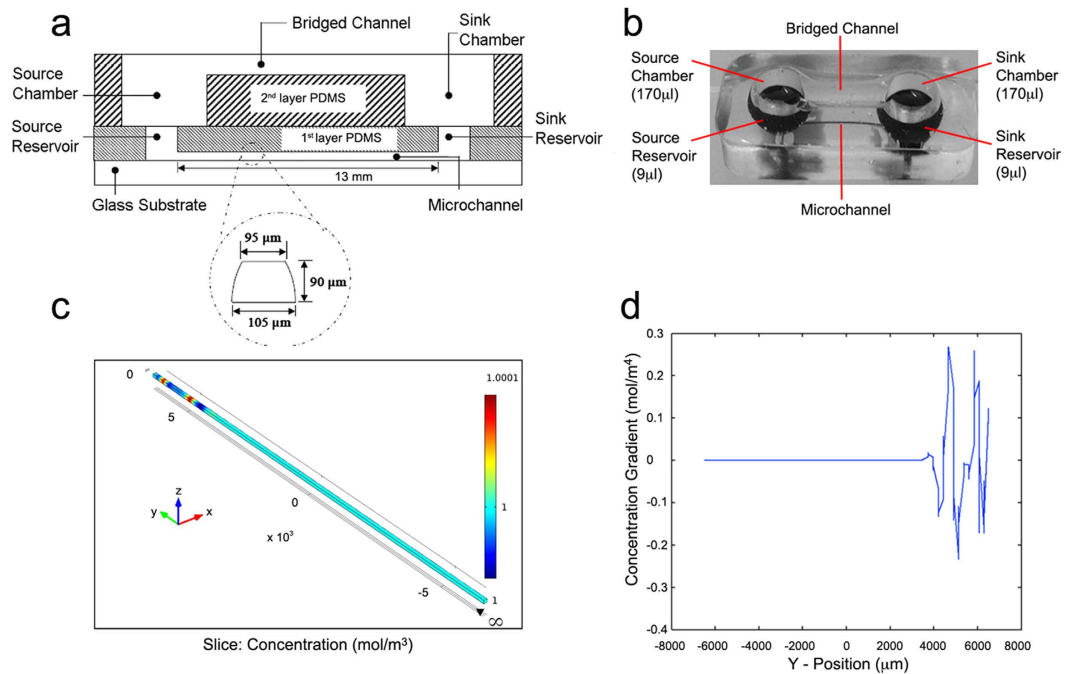 a
Bridged Channel
Sink
Chamber
Source
Chamber
2nd layer PDMS
Source
Reservoir
1st layer PDMS
Sink
Reservoir
13 mm
Glass Substrate
Microchannel
95 µm
90 µm
105 µm
b
Bridged Channel
Source
Chamber
(170µl)
Sink
Chamber
(170µl)
Source
Reservoir
(9µl)
Sink
Reservoir
(9µl)
Microchannel
c
0
5
0
x 10³
-5
z
y
x
1.0001
1
1
∞
Slice: Concentration (mol/m³)
d
Concentration Gradient (mol/m⁴)
0.3
0.2
0.1
0
-0.1
-0.2
-0.3
-0.4
-8000
-6000
-4000
-2000
0
2000
4000
6000
8000
Y - Position (µm)